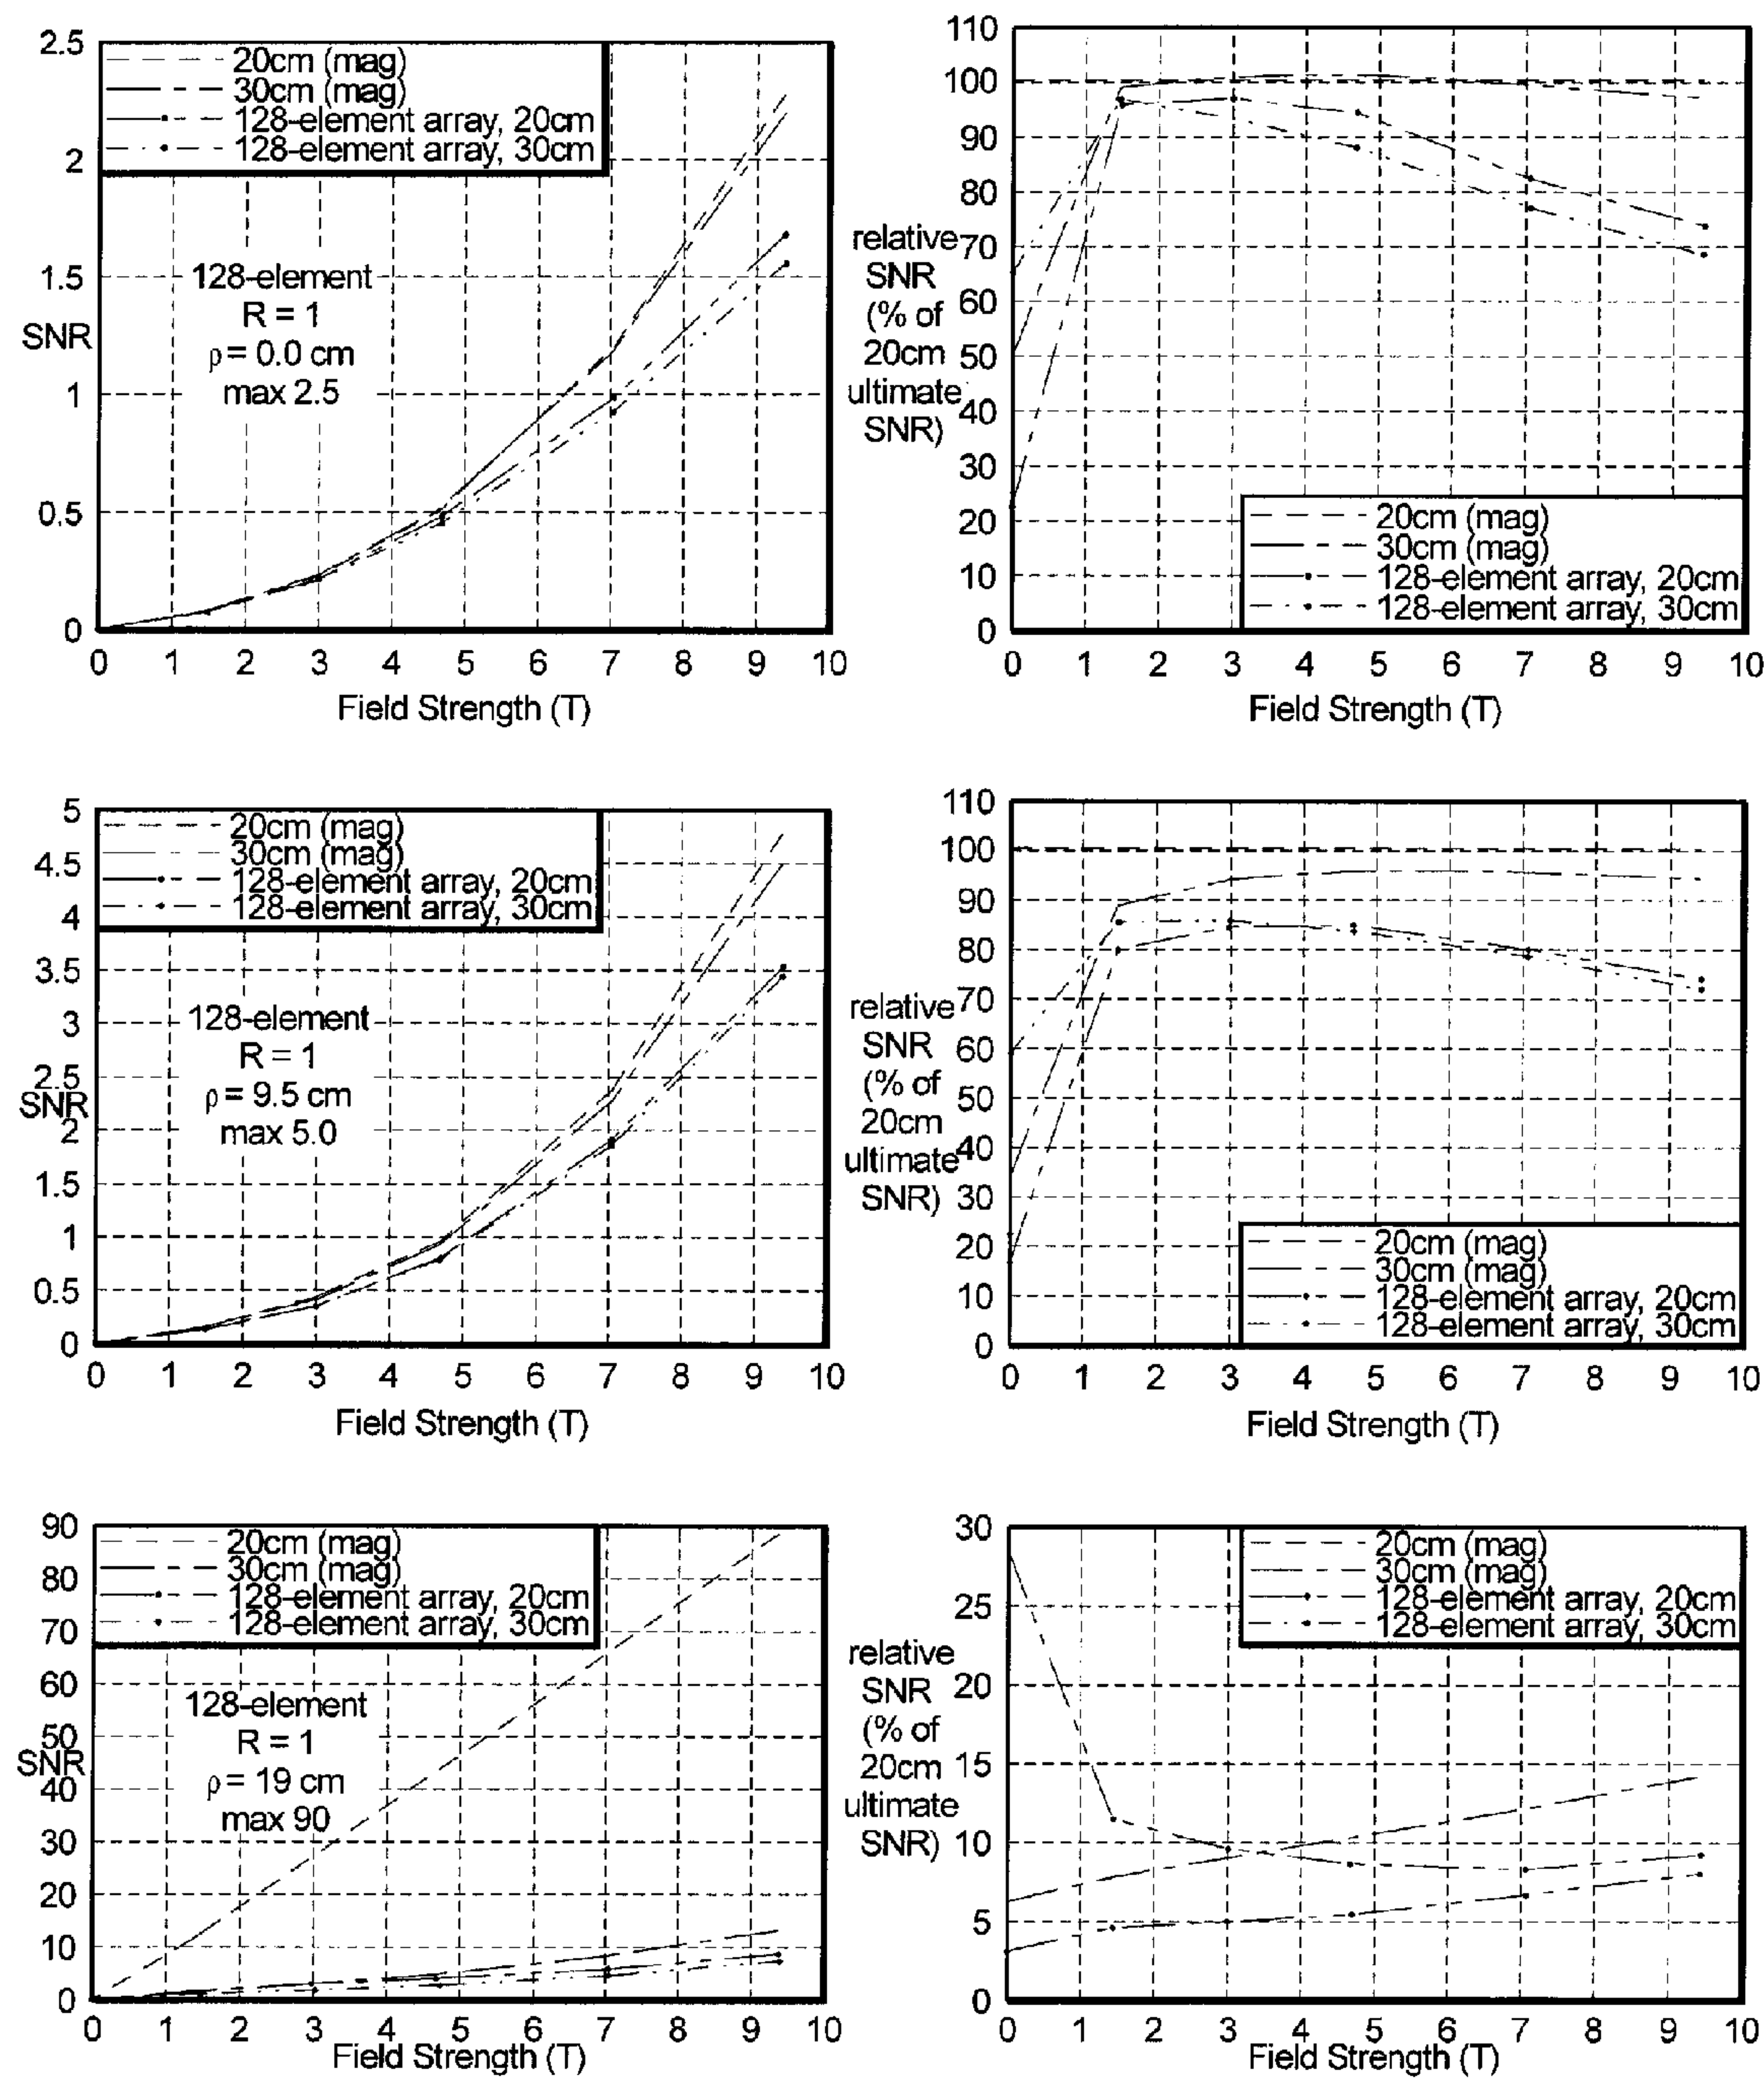 2.5
2
1.5
1
0.5
0
SNR
20cm (mag)
30cm (mag)
128-element array, 20cm
128-element array, 30cm
128-element
R = 1
ρ = 0.0 cm
max 2.5
0 1 2 3 4 5 6 7 8 9 10
Field Strength (T)
110
100
90
80
70
60
50
40
30
20
10
0
relative
SNR
(% of
20cm
ultimate
SNR)
20cm (mag)
30cm (mag)
128-element array, 20cm
128-element array, 30cm
0 1 2 3 4 5 6 7 8 9 10
Field Strength (T)
5
4.5
4
3.5
3
2.5
2
1.5
1
0.5
0
SNR
20cm (mag)
30cm (mag)
128-element array, 20cm
128-element array, 30cm
128-element
R = 1
ρ = 9.5 cm
max 5.0
0 1 2 3 4 5 6 7 8 9 10
Field Strength (T)
110
100
90
80
70
60
50
40
30
20
10
0
relative
SNR
(% of
20cm
ultimate
SNR)
20cm (mag)
30cm (mag)
128-element array, 20cm
128-element array, 30cm
0 1 2 3 4 5 6 7 8 9 10
Field Strength (T)
90
80
70
60
50
40
30
20
10
0
SNR
20cm (mag)
30cm (mag)
128-element array, 20cm
128-element array, 30cm
128-element
R = 1
ρ = 19 cm
max 90
0 1 2 3 4 5 6 7 8 9 10
Field Strength (T)
30
25
20
15
10
5
0
relative
SNR
(% of
20cm
ultimate
SNR)
20cm (mag)
30cm (mag)
128-element array, 20cm
128-element array, 30cm
0 1 2 3 4 5 6 7 8 9 10
Field Strength (T)